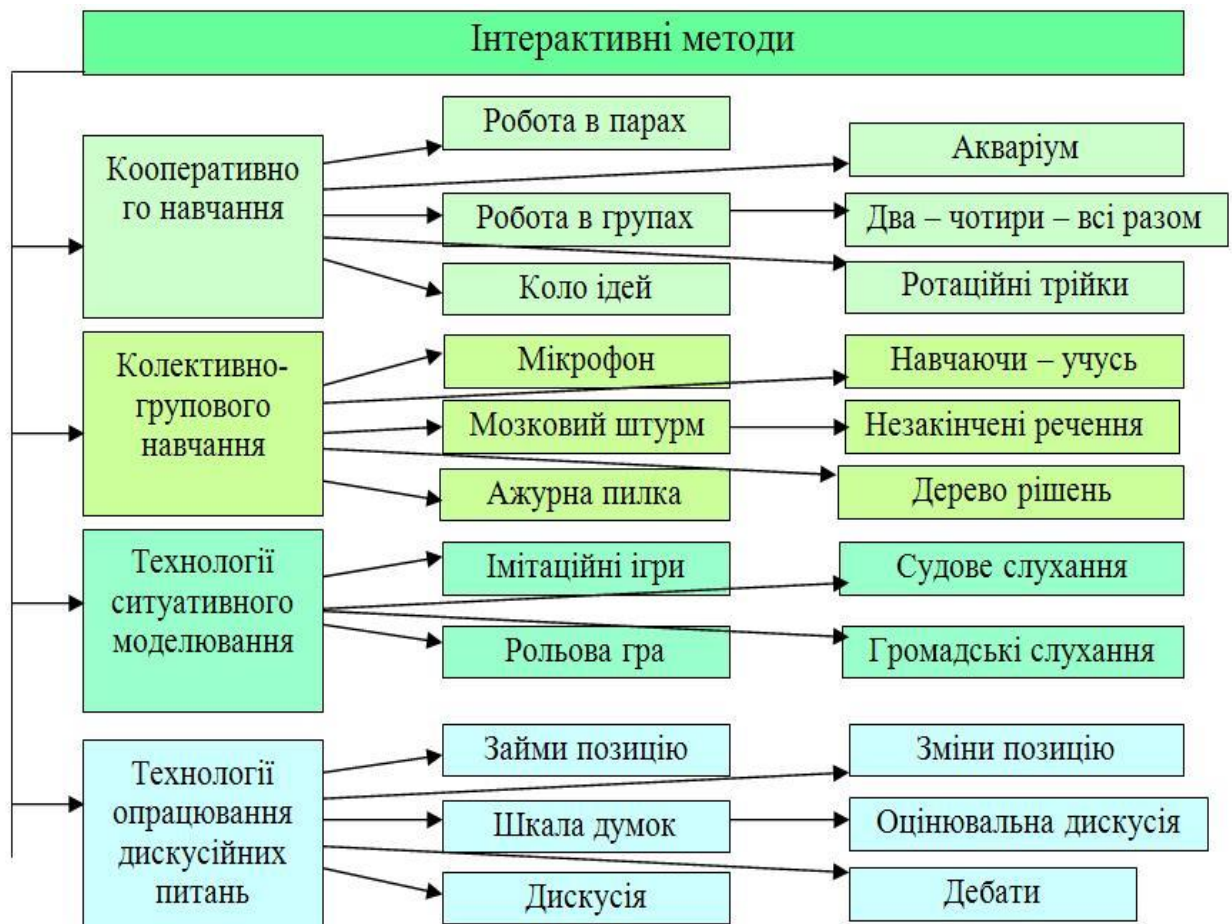 Інтерактивні методи
Кооперативно
го навчання
Робота в парах
Акваріум
Робота в групах
Два – чотири – всі разом
Коло ідей
Ротаційні трійки
Колективно-
групового
навчання
Мікрофон
Навчаючи – учусь
Мозковий штурм
Незакінчені речення
Ажурна пилка
Дерево рішень
Технології
ситуативного
моделювання
Імітаційні ігри
Судове слухання
Рольова гра
Громадські слухання
Технології
опрацювання
дискусійних
питань
Займи позицію
Зміни позицію
Шкала думок
Оцінювальна дискусія
Дискусія
Дебати